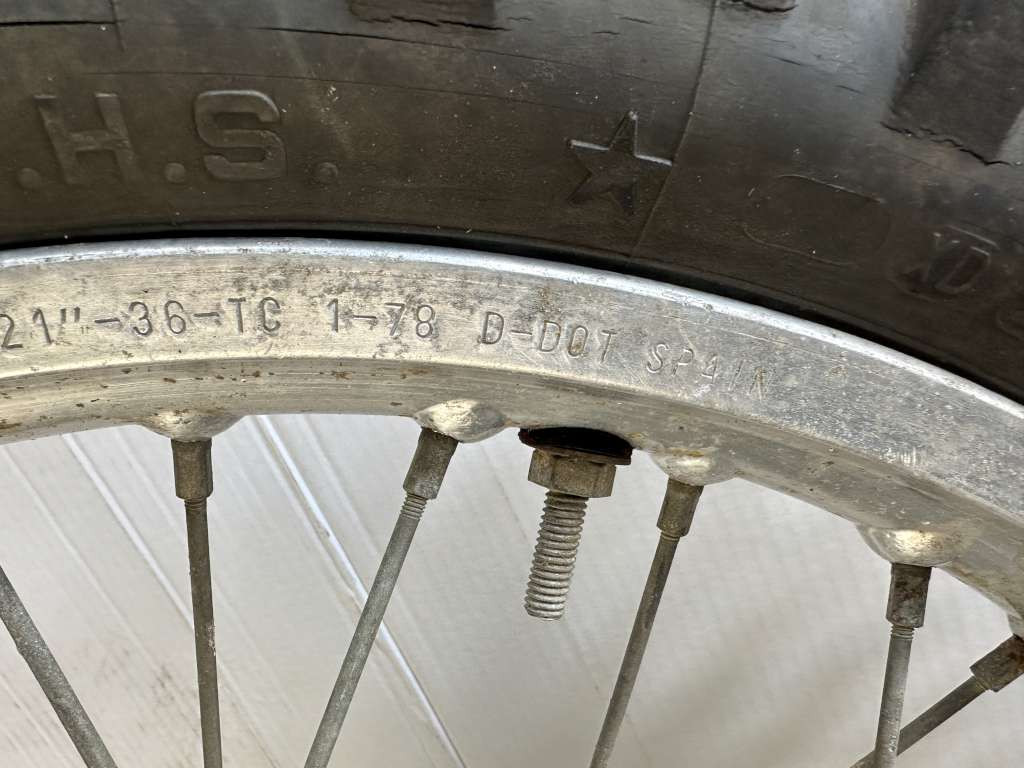 .H.S.
21"-36-TC 1-78 D-DOT SPAIN